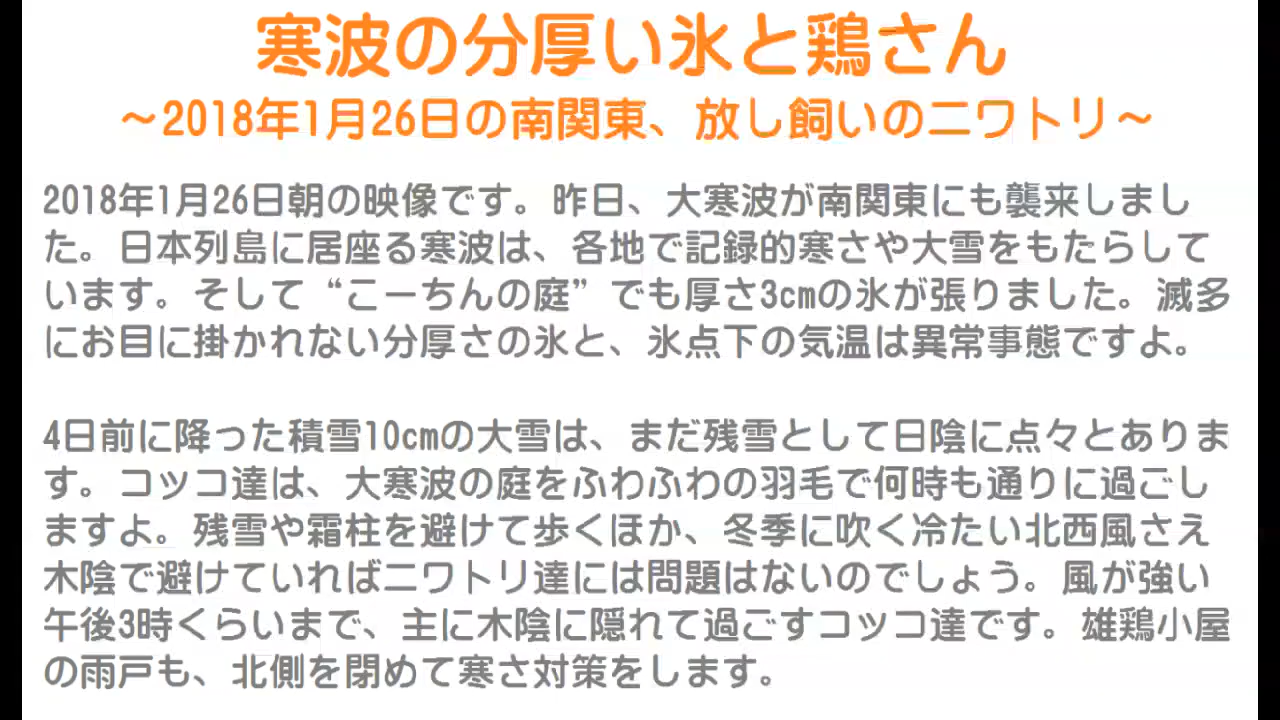 寒波の分厚い氷と鶏さん
～2018年1月26日の南関東、放し飼いのニワトリ～
2018年1月26日朝の映像です。昨日、大寒波が南関東にも襲来しまし
た。日本列島に居座る寒波は、各地で記録的寒さや大雪をもたらして
います。そして“こーちんの庭”でも厚さ3cmの氷が張りました。滅多
にお目に掛かれない分厚さの氷と、氷点下の気温は異常事態ですよ。
4日前に降った積雪10cmの大雪は、まだ残雪として日陰に点々とありま
す。コッコ達は、大寒波の庭をふわふわの羽毛で何時も通りに過ごし
ますよ。残雪や霜柱を避けて歩くほか、冬季に吹く冷たい北西風さえ
木陰で避けていればニワトリ達には問題はないのでしょう。風が強い
午後3時くらいまで、主に木陰に隠れて過ごすコッコ達です。雄鶏小屋
の雨戸も、北側を閉めて寒さ対策をします。